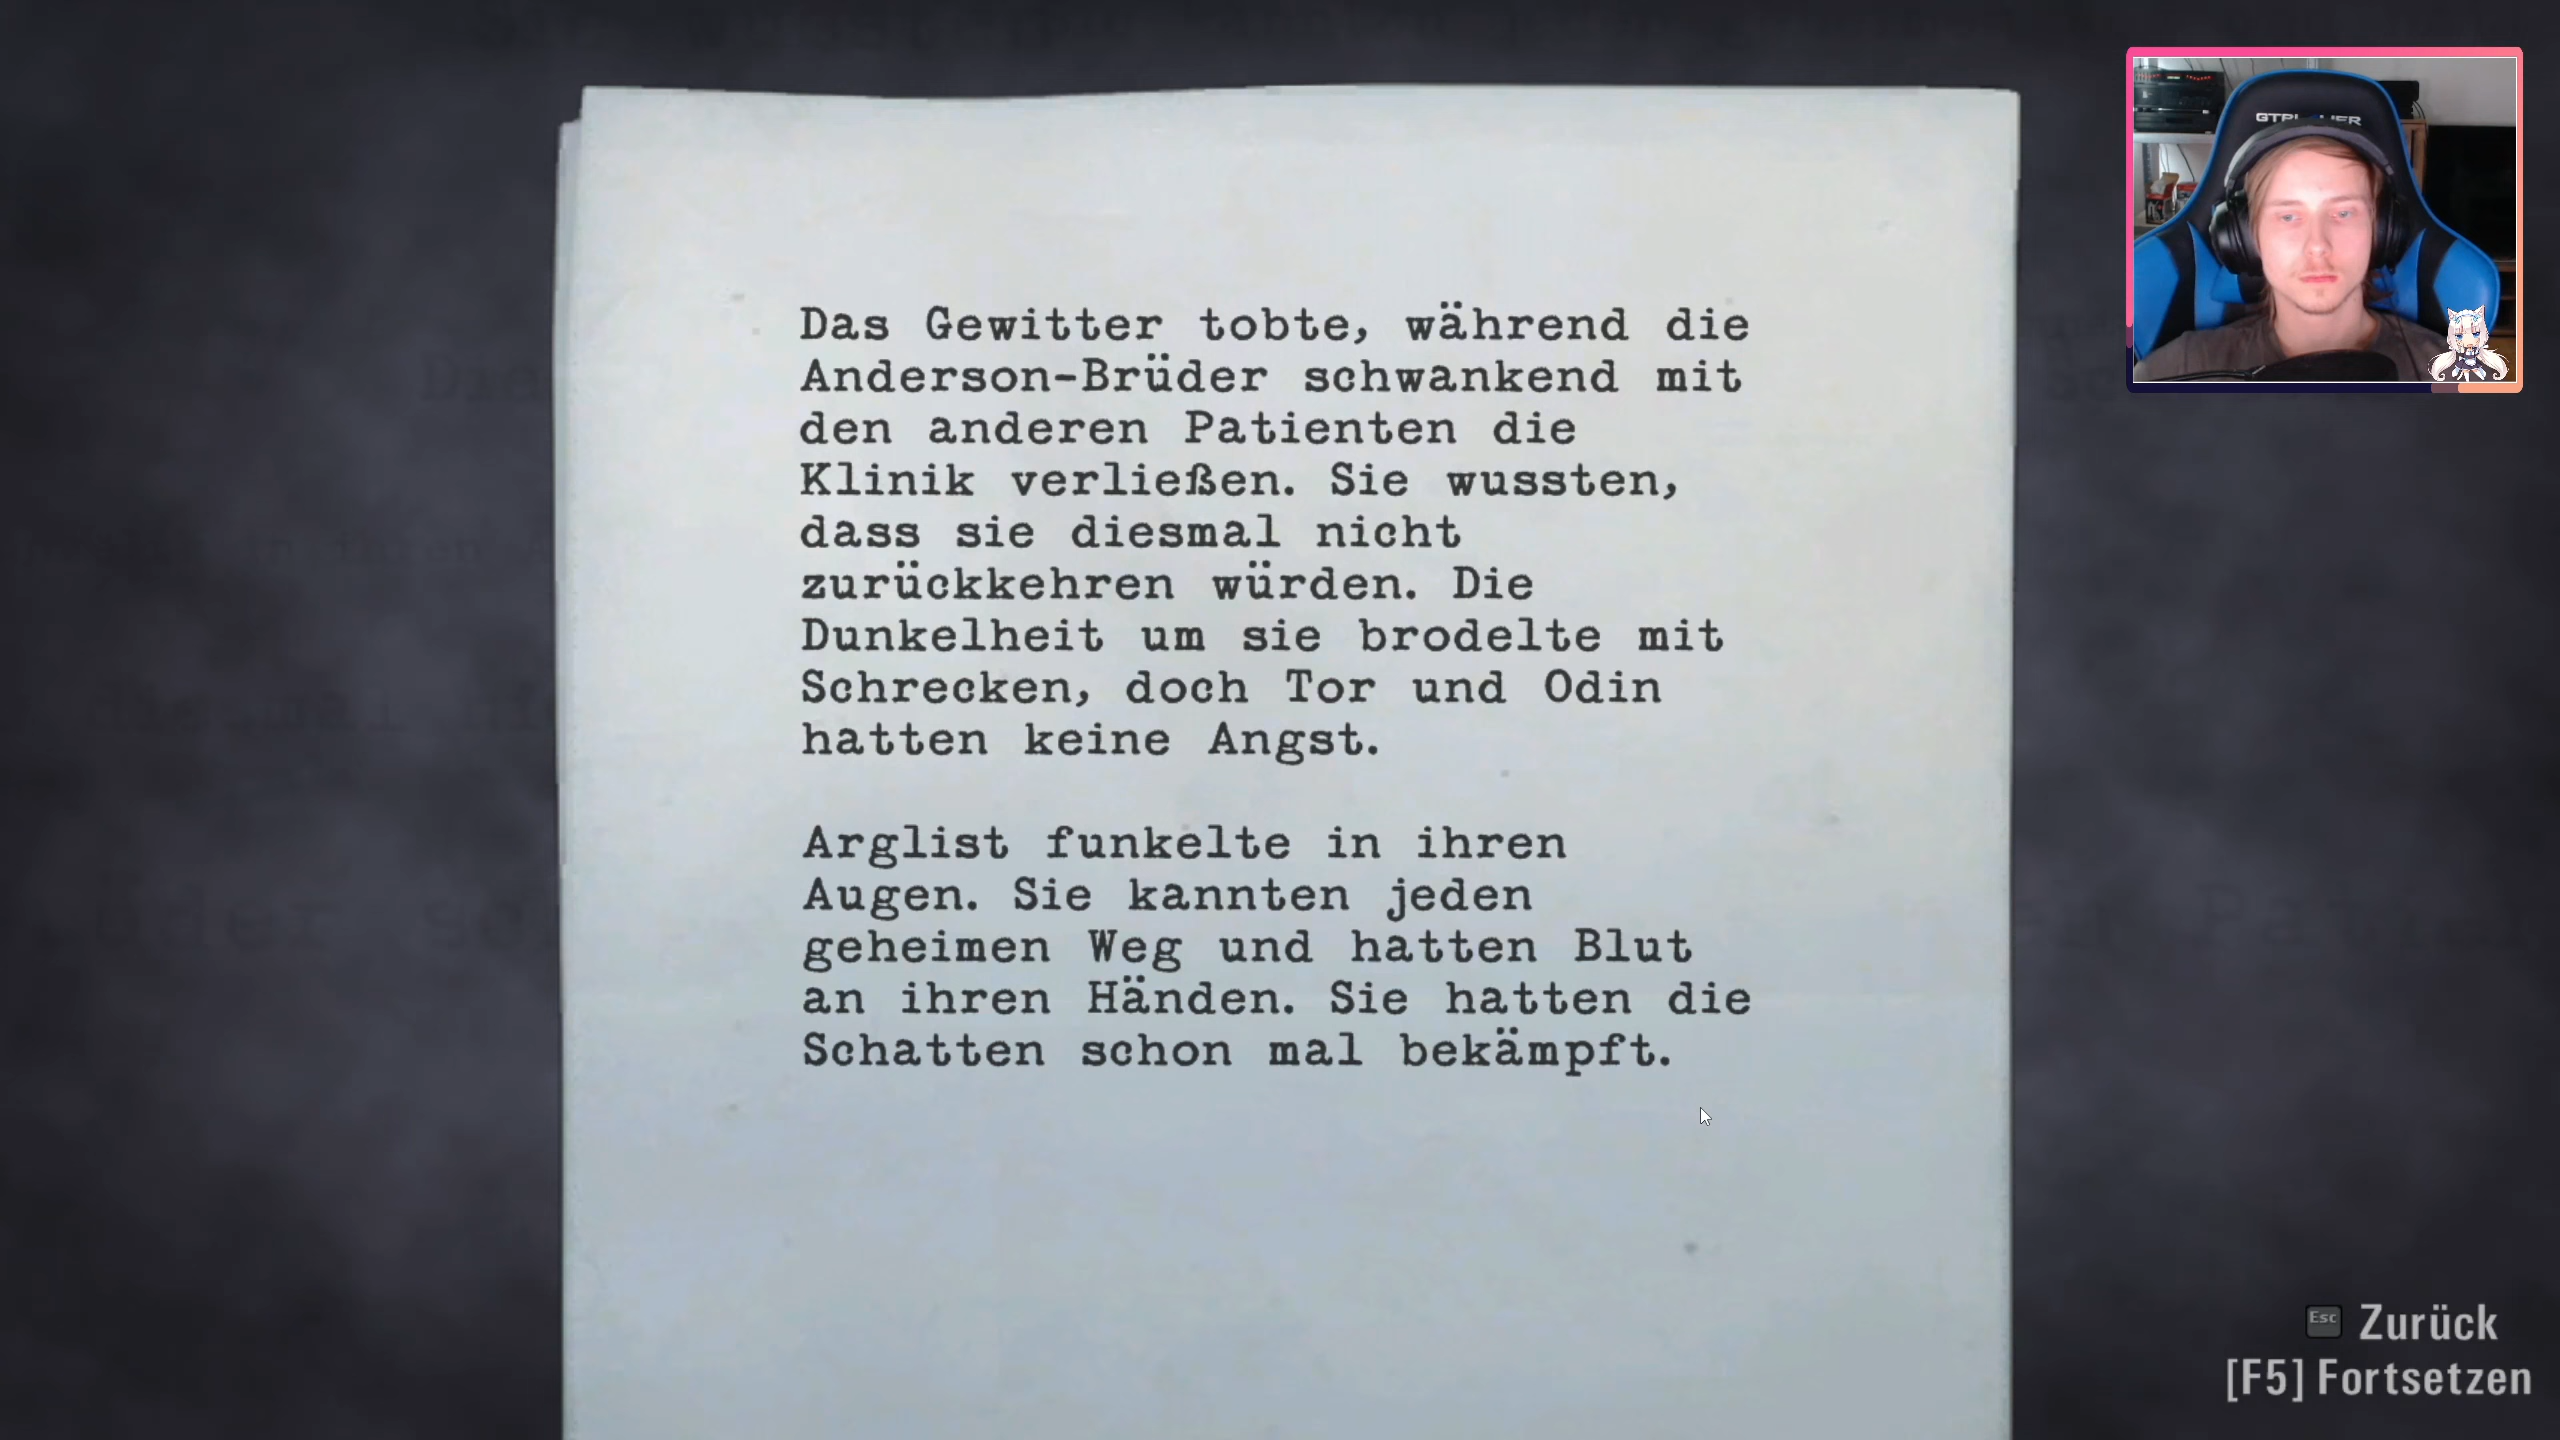 GTPLAYER
Das Gewitter tobte, während die
Anderson-Brüder schwankend mit
den anderen Patienten die
Klinik verließen. Sie wussten,
dass sie diesmal nicht
zurückkehren würden. Die
Dunkelheit um sie brodelte mit
Schrecken, doch Tor und Odin
hatten keine Angst.
Arglist funkelte in ihren
Augen. Sie kannten jeden
geheimen Weg und hatten Blut
an ihren Händen. Sie hatten die
Schatten schon mal bekämpft.
Esc Zurück
[F5] Fortsetzen